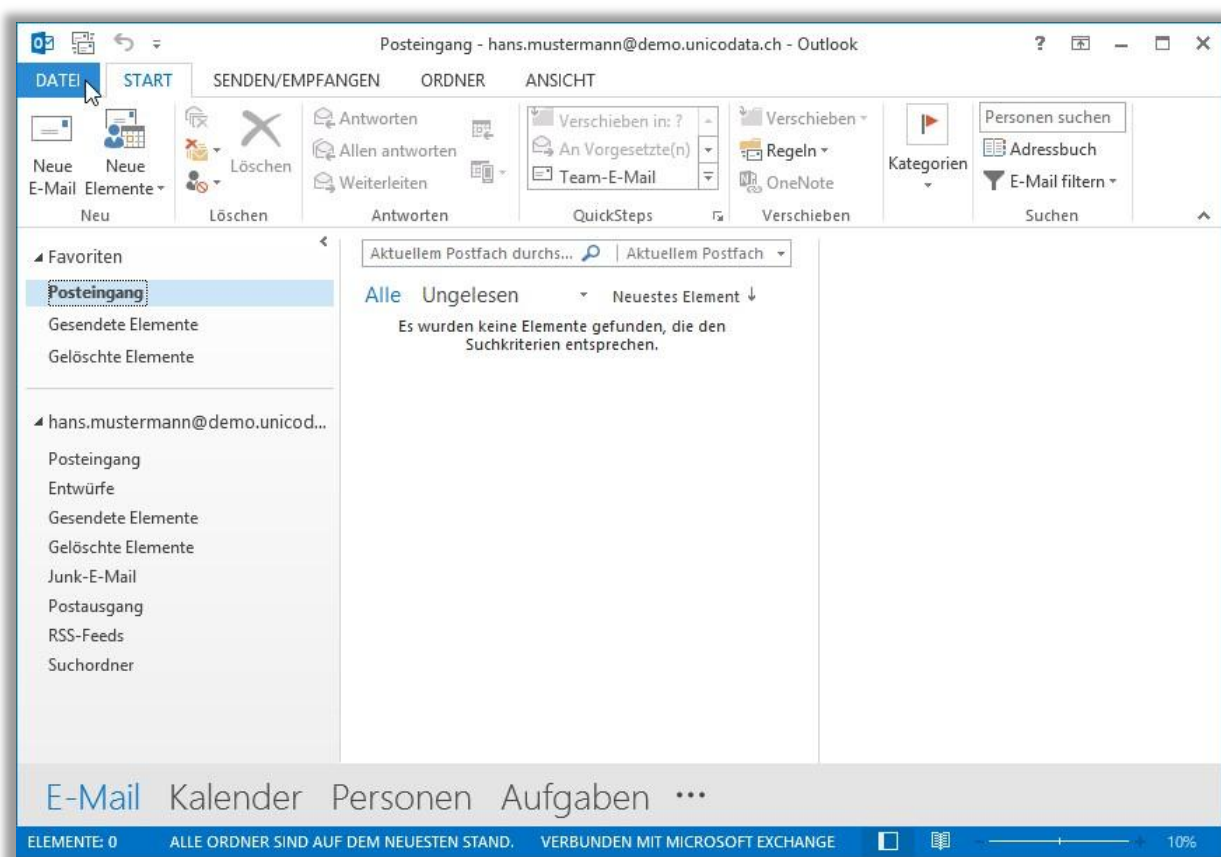 Posteingang - hans.mustermann@demo.unicodata.ch - Outlook
DATEI START SENDEN/EMPFANGEN ORDNER ANSICHT
Neue E-Mail
Neue Elemente
Neu
Löschen
Löschen
Antworten
Allen antworten
Weiterleiten
Antworten
Verschieben in: ?
An Vorgesetzte(n)
Team-E-Mail
QuickSteps
Verschieben
Regeln
OneNote
Verschieben
Kategorien
Personen suchen
Adressbuch
E-Mail filtern
Suchen
Favoriten
Posteingang
Gesendete Elemente
Gelöschte Elemente
hans.mustermann@demo.unicod...
Posteingang
Entwürfe
Gesendete Elemente
Gelöschte Elemente
Junk-E-Mail
Postausgang
RSS-Feeds
Suchordner
Aktuellem Postfach durchs... Aktuellem Postfach
Alle Ungelesen Neuestes Element ↓
Es wurden keine Elemente gefunden, die den
Suchkriterien entsprechen.
E-Mail Kalender Personen Aufgaben ...
ELEMENTE: 0 ALLE ORDNER SIND AUF DEM NEUESTEN STAND. VERBUNDEN MIT MICROSOFT EXCHANGE 10%